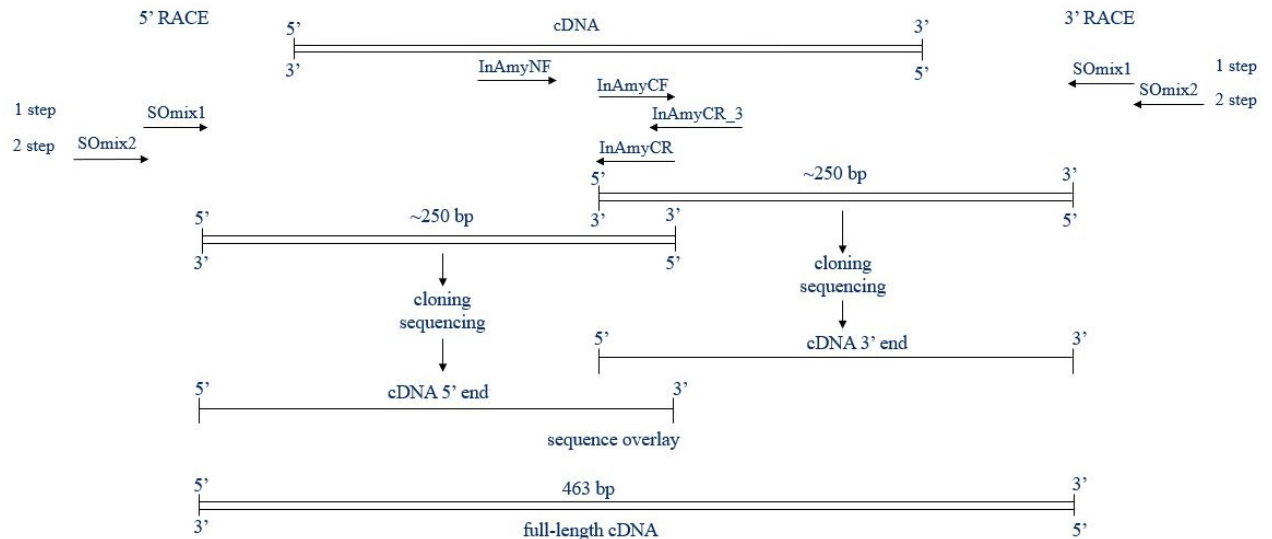 5’ RACE
3’ RACE
5’
cDNA
3’
3’
5’
InAmyNF
InAmyCF
InAmyCR_3
InAmyCR
SOmix1
1 step
SOmix2
2 step
1 step
SOmix1
2 step
SOmix2
5’
~250 bp
3’
3’
5’
5’
~250 bp
3’
3’
5’
cloning
sequencing
cloning
sequencing
5’
cDNA 3’ end
3’
5’
cDNA 5’ end
3’
sequence overlay
5’
463 bp
3’
3’
full-length cDNA
5’